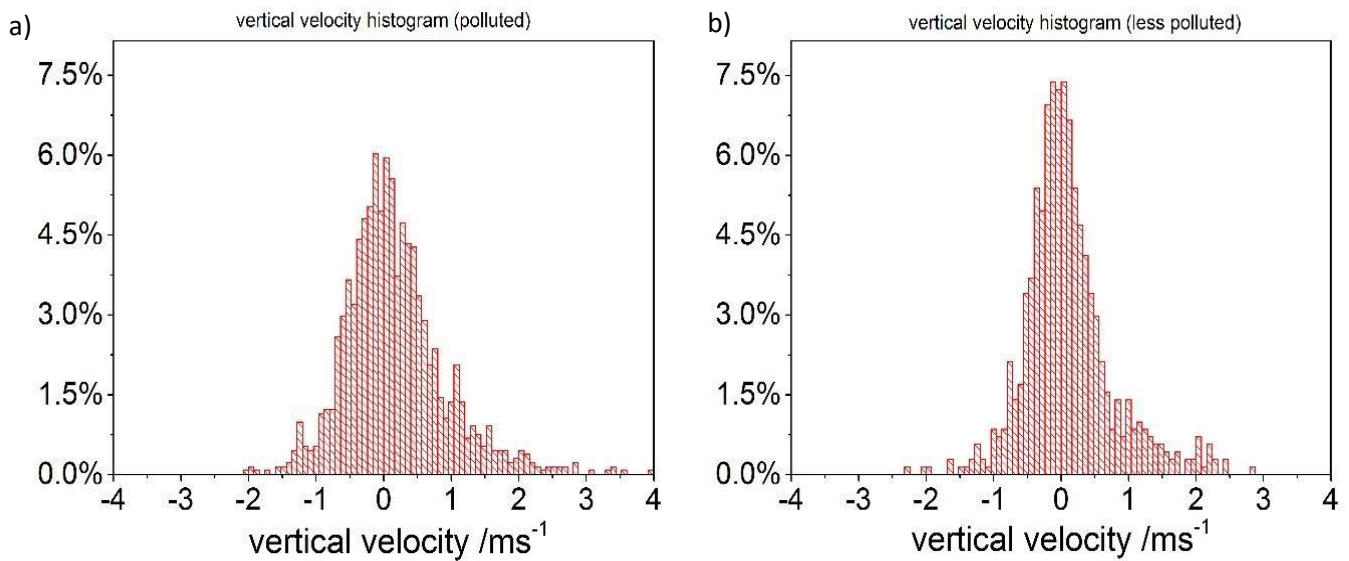 a)
vertical velocity histogram (polluted)
7.5%
6.0%
4.5%
3.0%
1.5%
0.0%
-4 -3 -2 -1 0 1 2 3 4
vertical velocity /ms⁻¹
b)
vertical velocity histogram (less polluted)
7.5%
6.0%
4.5%
3.0%
1.5%
0.0%
-4 -3 -2 -1 0 1 2 3 4
vertical velocity /ms⁻¹